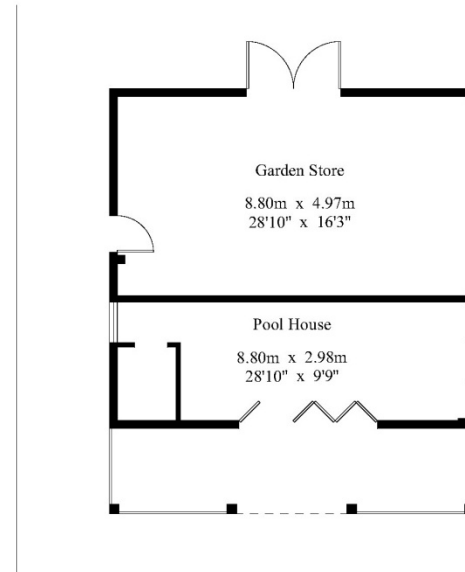 Garden Store
8.80m x 4.97m
28'10" x 16'3"
Pool House
8.80m x 2.98m
28'10" x 9'9"